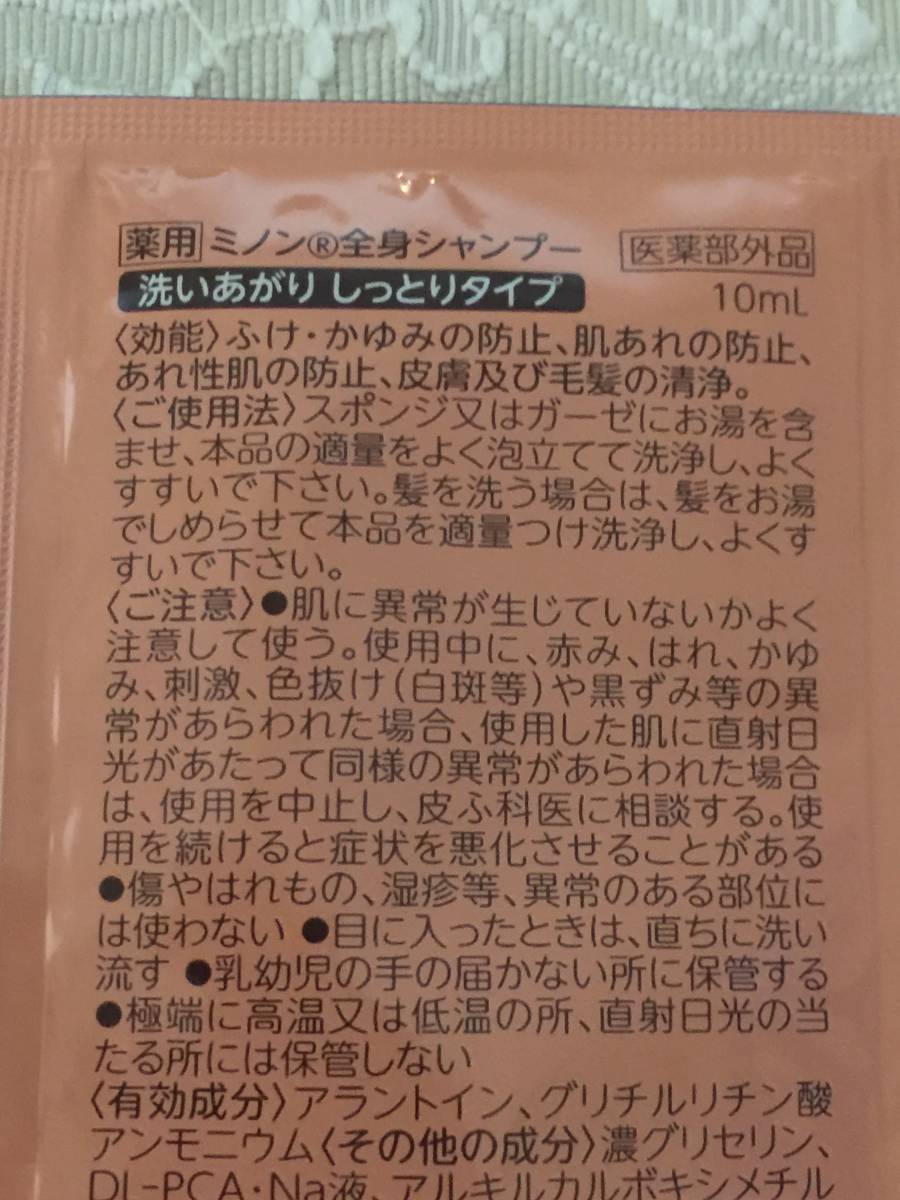 薬用 ミノン®全身シャンプー 医薬部外品
洗いあがり しっとりタイプ 10mL
〈効能〉ふけ・かゆみの防止、肌あれの防止、
あれ性肌の防止、皮膚及び毛髪の清浄。
〈ご使用法〉スポンジ又はガーゼにお湯を含
ませ、本品の適量をよく泡立てて洗浄し、よく
すすいで下さい。髪を洗う場合は、髪をお湯
でしめらせて本品を適量つけ洗浄し、よくす
すいで下さい。
〈ご注意〉●肌に異常が生じていないかよく
注意して使う。使用中に、赤み、はれ、かゆ
み、刺激、色抜け(白斑等)や黒ずみ等の異
常があらわれた場合、使用した肌に直射日
光があたって同様の異常があらわれた場合
は、使用を中止し、皮ふ科医に相談する。使
用を続けると症状を悪化させることがある
●傷やはれもの、湿疹等、異常のある部位に
は使わない ●目に入ったときは、直ちに洗い
流す ●乳幼児の手の届かない所に保管する
●極端に高温又は低温の所、直射日光の当
たる所には保管しない
〈有効成分〉アラントイン、グリチルリチン酸
アンモニウム〈その他の成分〉濃グリセリン、
DL-PCA・Na液、アルキルカルボキシメチル